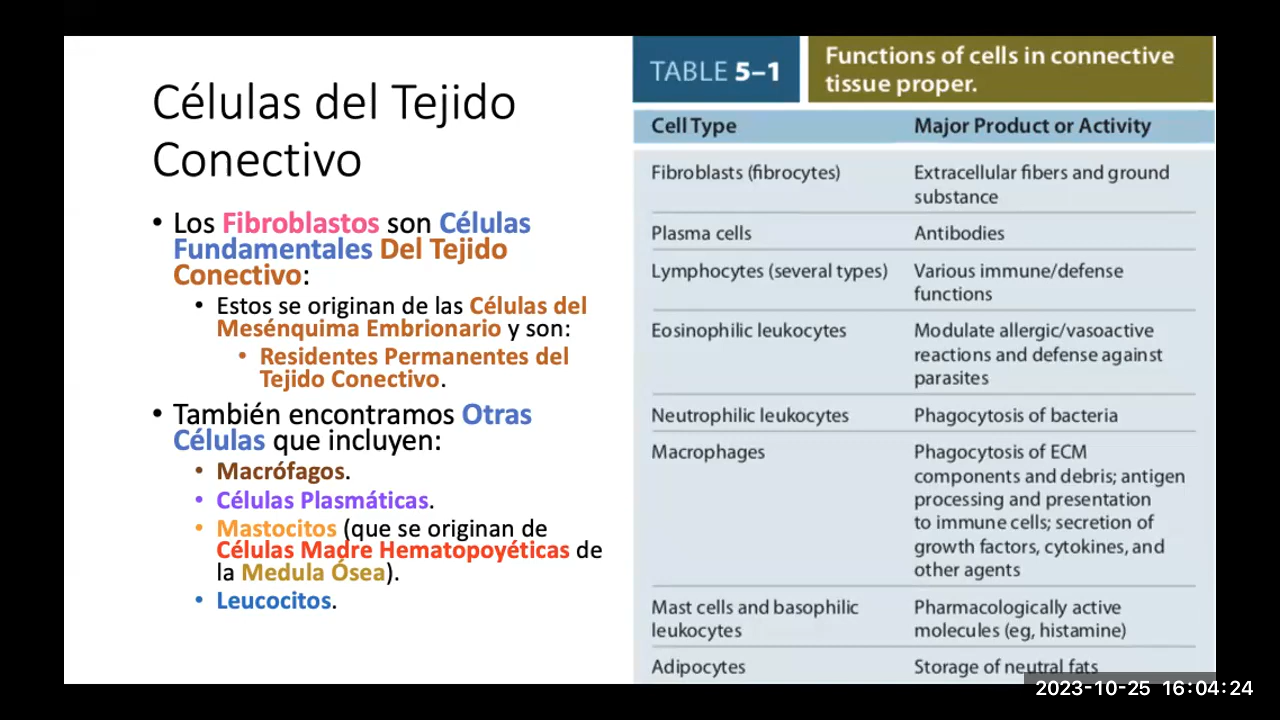 Células del Tejido
Conectivo
• Los Fibroblastos son Células
Fundamentales Del Tejido
Conectivo:
• Estos se originan de las Células del
Mesénquima Embrionario y son:
• Residentes Permanentes del
Tejido Conectivo.
• También encontramos Otras
Células que incluyen:
• Macrófagos.
• Células Plasmáticas.
• Mastocitos (que se originan de
Células Madre Hematopoyéticas de
la Medula Ósea).
• Leucocitos.
TABLE 5–1
Functions of cells in connective
tissue proper.
Cell Type Major Product or Activity
Fibroblasts (fibrocytes) Extracellular fibers and ground
substance
Plasma cells Antibodies
Lymphocytes (several types) Various immune/defense
functions
Eosinophilic leukocytes Modulate allergic/vasoactive
reactions and defense against
parasites
Neutrophilic leukocytes Phagocytosis of bacteria
Macrophages Phagocytosis of ECM
components and debris; antigen
processing and presentation
to immune cells; secretion of
growth factors, cytokines, and
other agents
Mast cells and basophilic Pharmacologically active
leukocytes molecules (eg, histamine)
Adipocytes Storage of neutral fats
2023-10-25 16:04:24